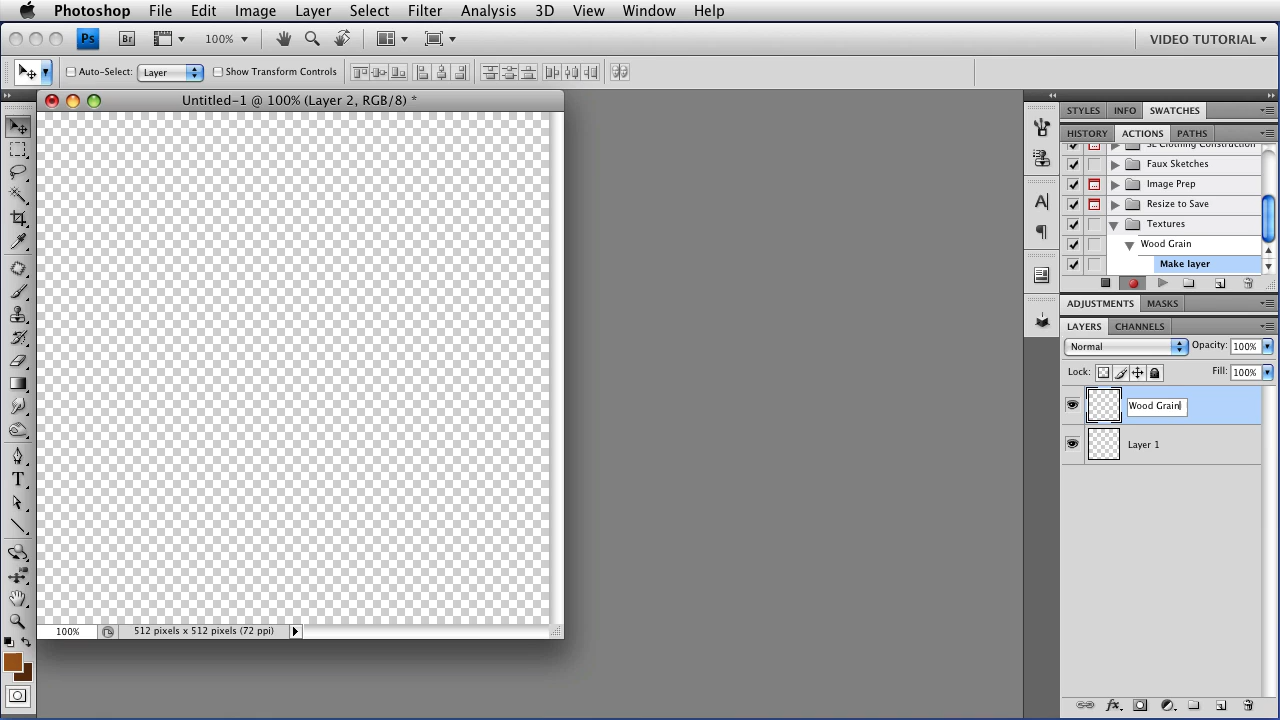 Photoshop File Edit Image Layer Select Filter Analysis 3D View Window Help
Ps Br 100% VIDEO TUTORIAL
Auto-Select: Layer Show Transform Controls
Untitled-1 @ 100% (Layer 2, RGB/8) *
STYLES INFO SWATCHES
HISTORY ACTIONS PATHS
SL Clothing Construction
Faux Sketches
Image Prep
Resize to Save
Textures
Wood Grain
Make layer
ADJUSTMENTS MASKS
LAYERS CHANNELS
Normal Opacity: 100%
Lock: Fill: 100%
Wood Grain
Layer 1
100% 512 pixels x 512 pixels (72 ppi)